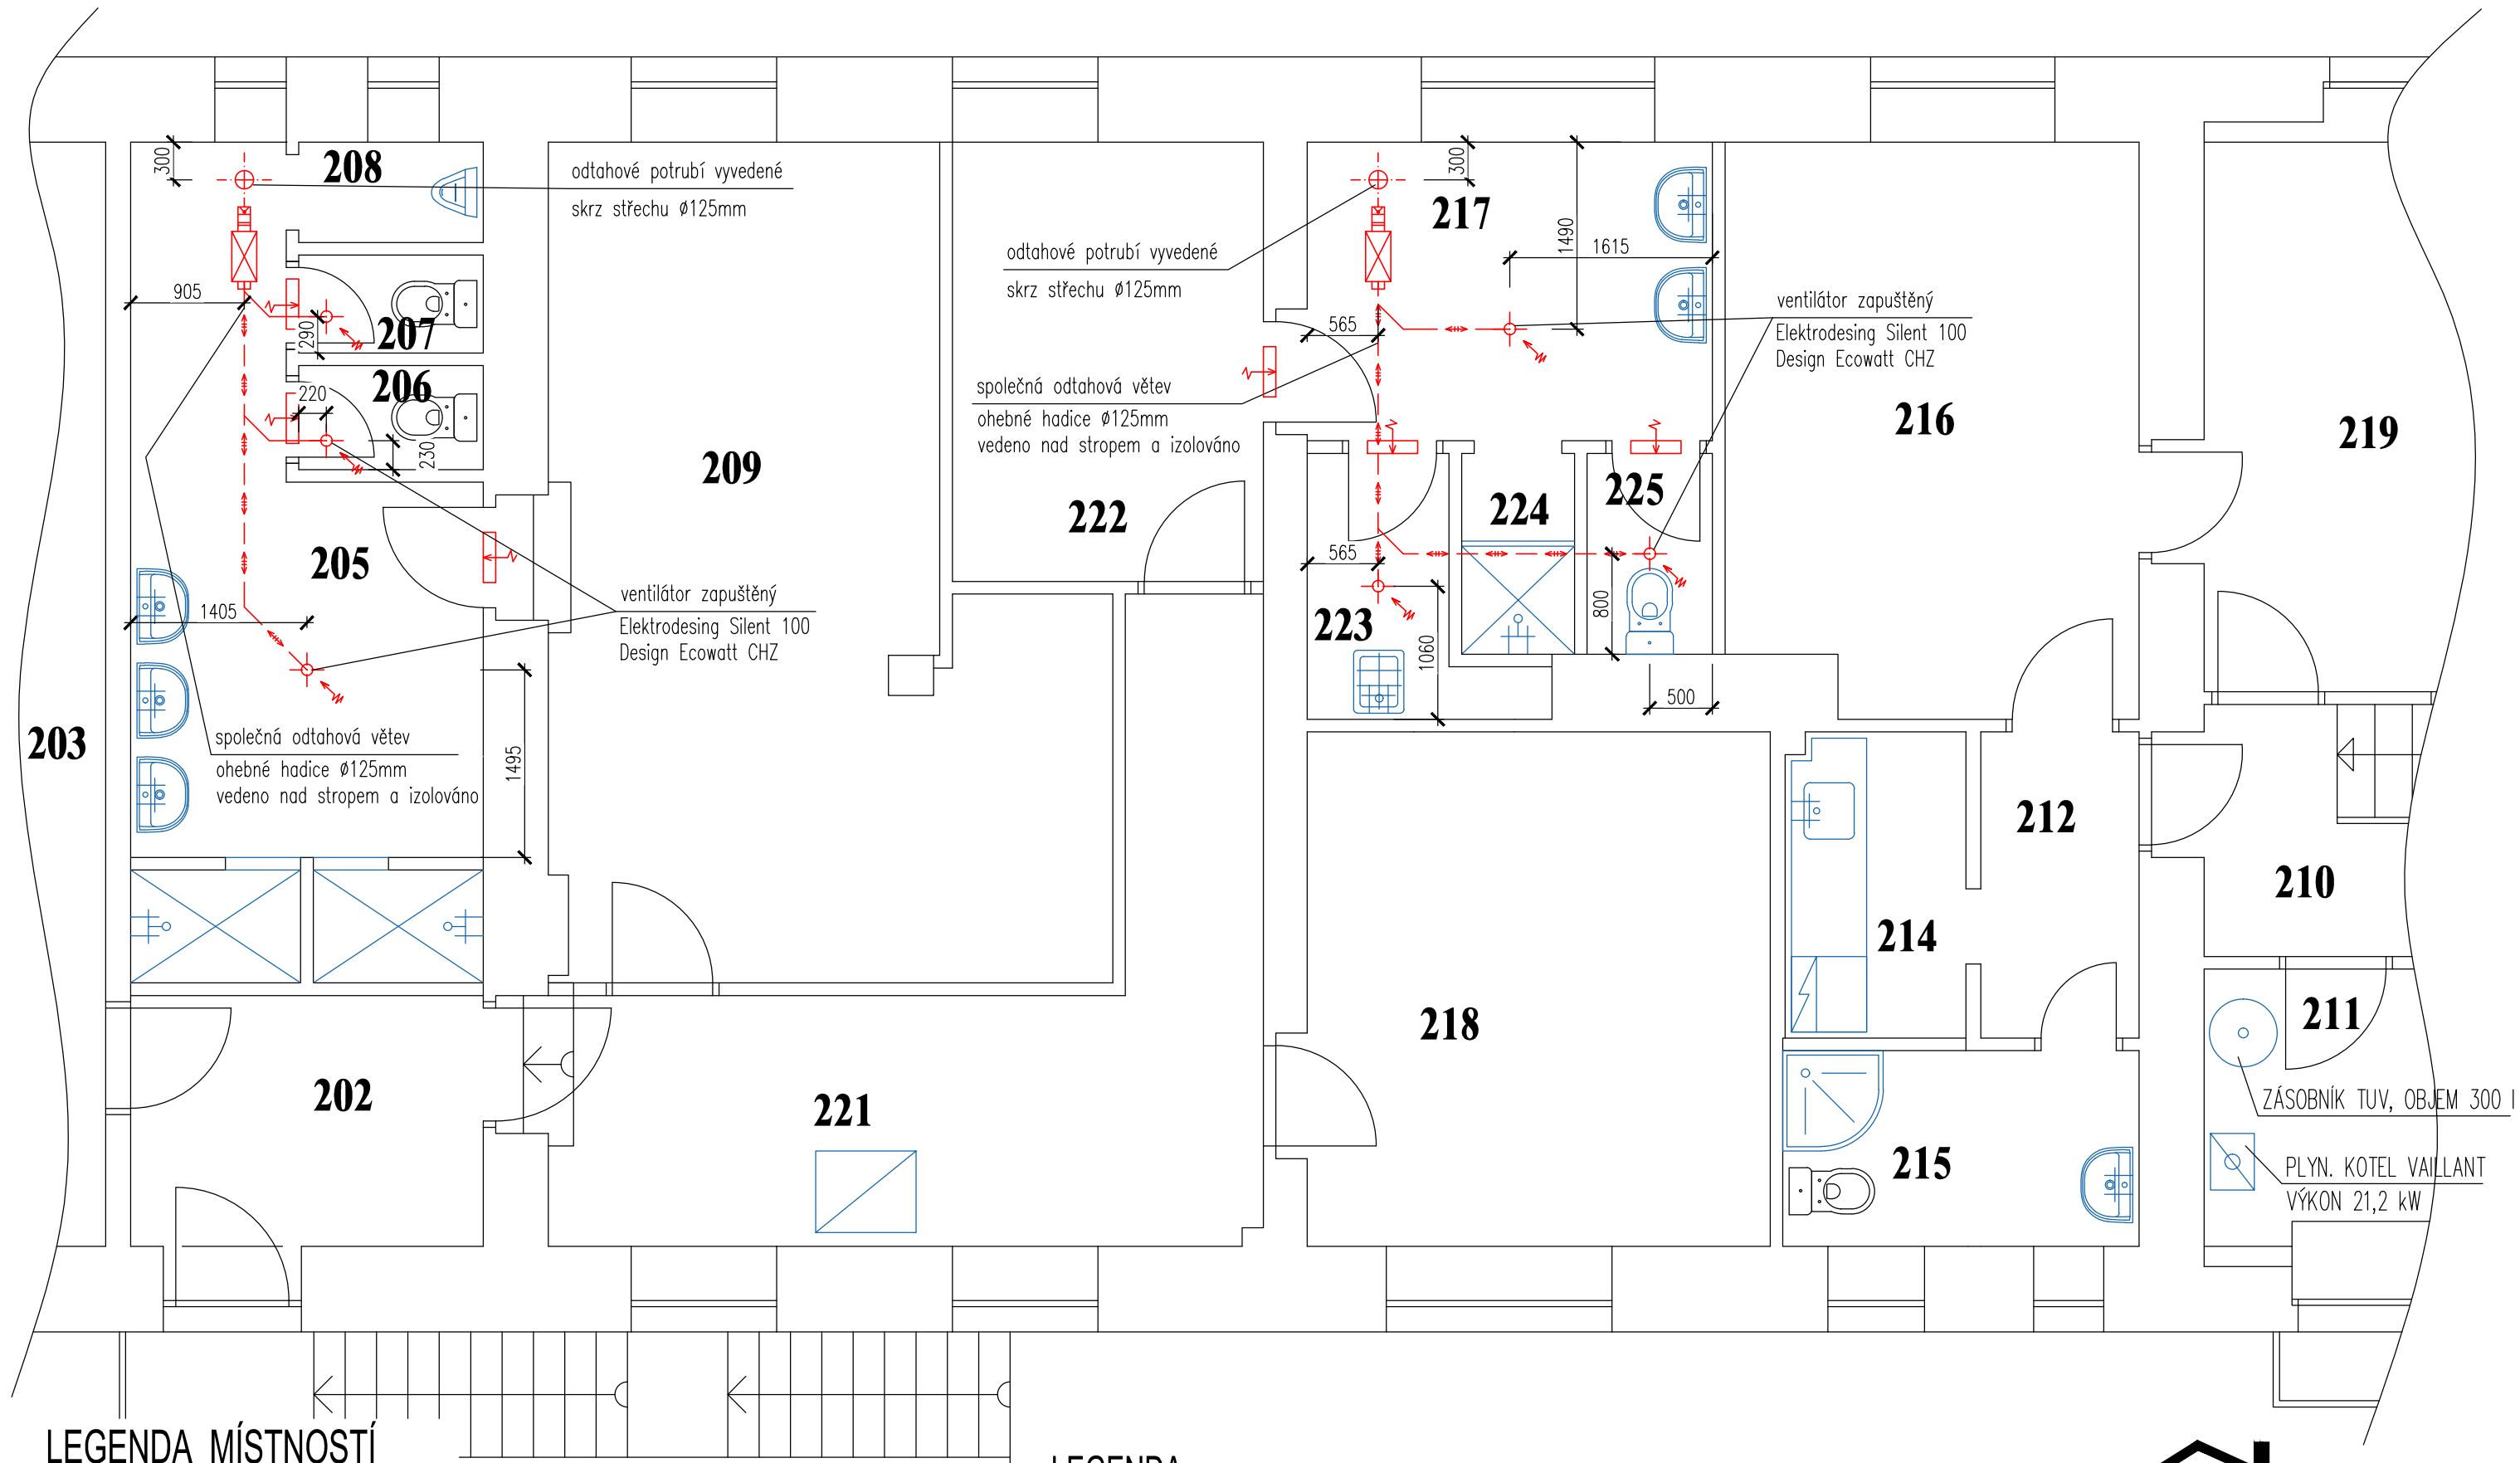 300
208
odtahové potrubí vyvedené
skrz střechu Ø125mm
300
217
1490
1615
odtahové potrubí vyvedené
skrz střechu Ø125mm
905
290
207
565
ventilátor zapuštěný
Elektrodesing Silent 100
Design Ecowatt CHZ
220
206
230
společná odtahová větev
ohebné hadice Ø125mm
vedeno nad stropem a izolováno
216
219
209
222
224
225
205
565
1405
ventilátor zapuštěný
Elektrodesing Silent 100
Design Ecowatt CHZ
223
1060
800
500
203
společná odtahová větev
ohebné hadice Ø125mm
vedeno nad stropem a izolováno
1495
212
210
214
218
211
202
221
ZÁSOBNÍK TUV, OBJEM 300 l
215
PLYN. KOTEL VAILLANT
VÝKON 21,2 kW
LEGENDA MÍSTNOSTÍ
LEGENDA